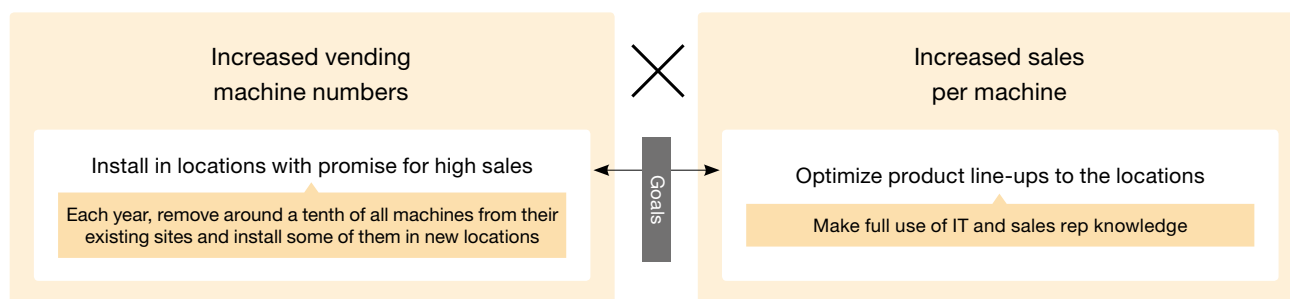 Increased vending
machine numbers
Install in locations with promise for high sales
Each year, remove around a tenth of all machines from their
existing sites and install some of them in new locations
Goals
Increased sales
per machine
Optimize product line-ups to the locations
Make full use of IT and sales rep knowledge